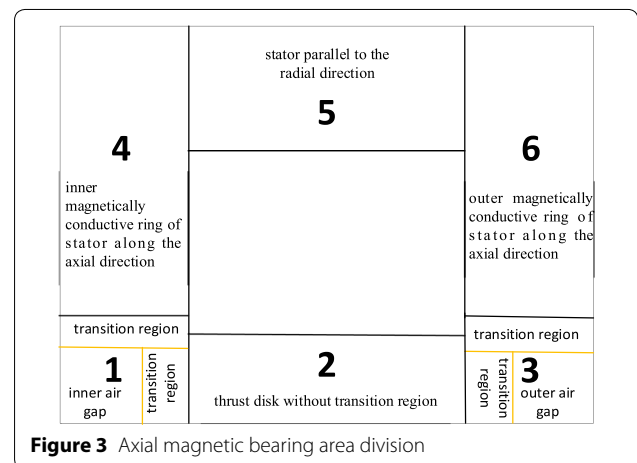 stator parallel to the
radial direction
5
4
inner
magnetically
conductive ring of
stator along the
axial direction
6
outer magnetically
conductive ring of
stator along the
axial direction
transition region
1
inner air
gap
transition
region
2
thrust disk without transition region
transition region
transition
region
3
outer air
gap
Figure 3 Axial magnetic bearing area division